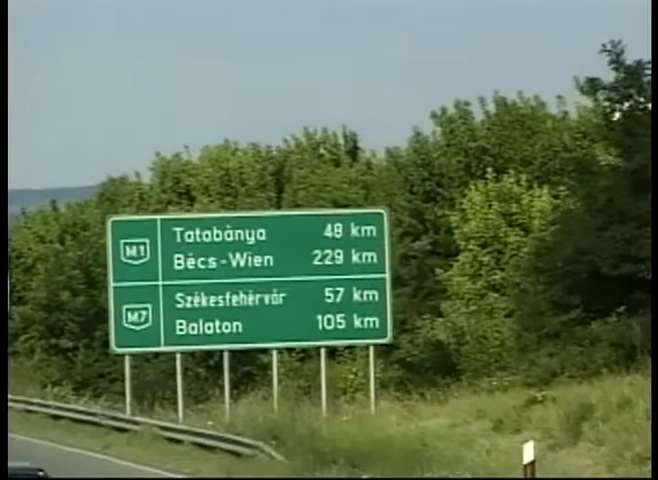 M1 Tatabánya 48 km
Bécs-Wien 229 km
M7 Székesfehérvár 57 km
Balaton 105 km